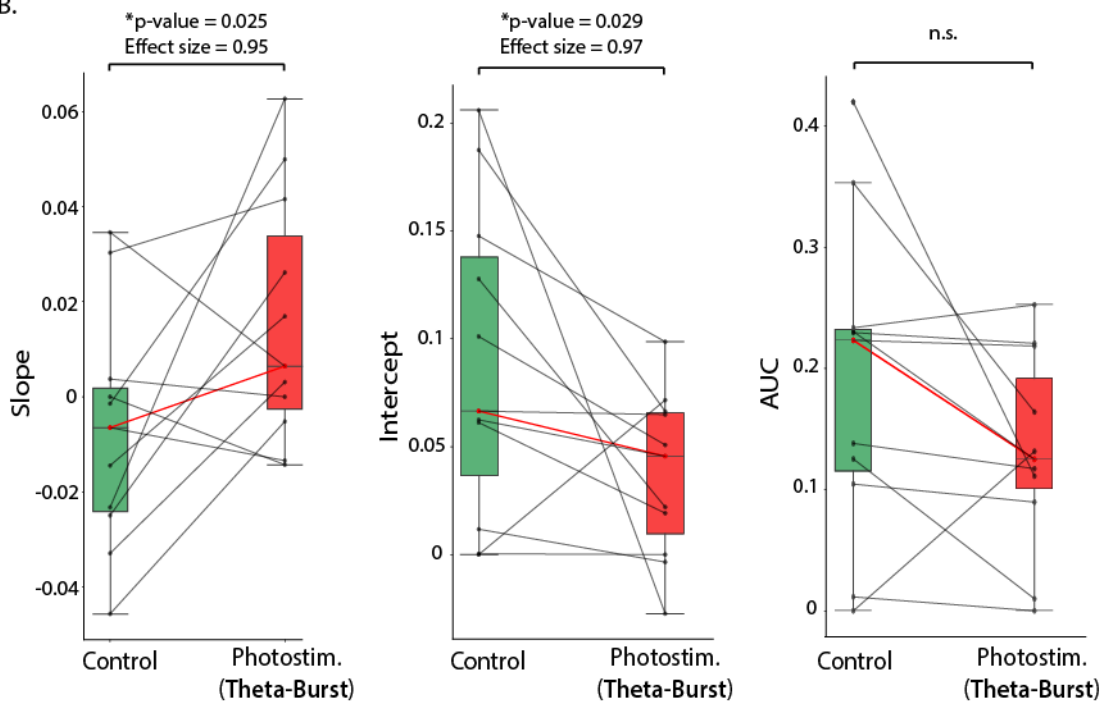 B.
*p-value = 0.025
Effect size = 0.95
0.06
0.04
0.02
0
-0.02
-0.04
Slope
Control
Photostim.
(Theta-Burst)
*p-value = 0.029
Effect size = 0.97
0.2
0.15
0.1
0.05
0
Intercept
Control
Photostim.
(Theta-Burst)
n.s.
0.4
0.3
0.2
0.1
0
AUC
Control
Photostim.
(Theta-Burst)